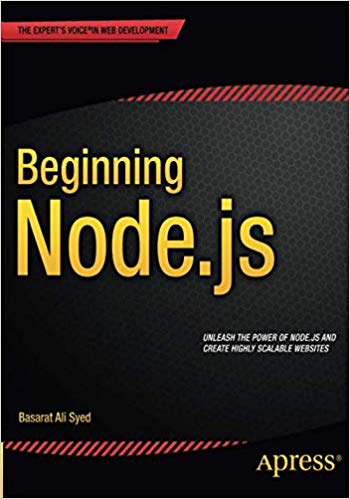 THE EXPERT'S VOICE® IN WEB DEVELOPMENT
Beginning
Node.js
UNLEASH THE POWER OF NODE.JS AND
CREATE HIGHLY SCALABLE WEBSITES
Basarat Ali Syed
Apress®